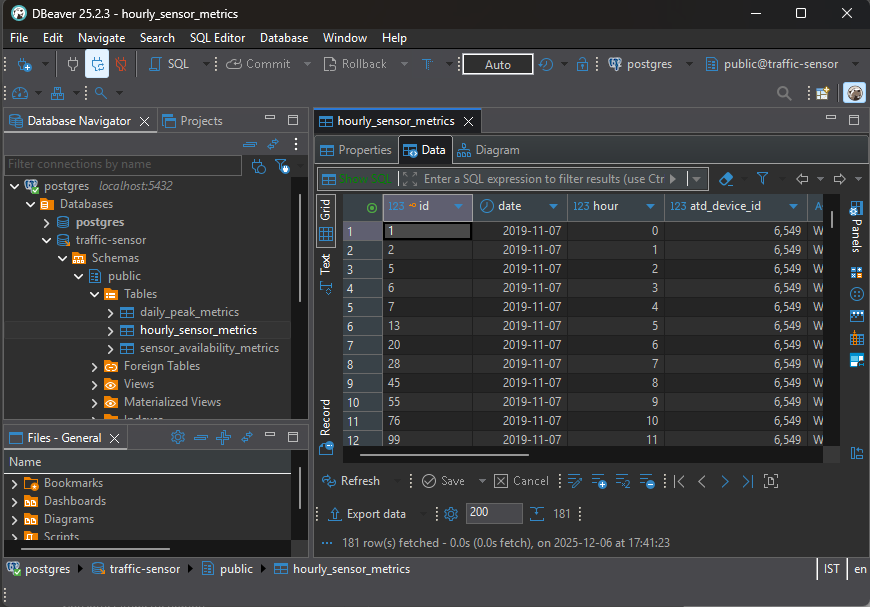 DBeaver 25.2.3 - hourly_sensor_metrics
File Edit Navigate Search SQL Editor Database Window Help
SQL Commit Rollback T Auto postgres public@traffic-sensor
Database Navigator Projects
Filter connections by name
postgres localhost:5432
Databases
postgres
traffic-sensor
Schemas
public
Tables
daily_peak_metrics
hourly_sensor_metrics
sensor_availability_metrics
Foreign Tables
Views
Materialized Views
Indexes
Files - General
Name
Bookmarks
Dashboards
Diagrams
Scripts
hourly_sensor_metrics
Properties Data Diagram
Show SQL Enter a SQL expression to filter results (use Ctr
Grid
Text
Record
123 id date 123 hour 123 atd_device_id A
1 1 2019-11-07 0 6,549 W
2 2 2019-11-07 1 6,549 W
3 5 2019-11-07 2 6,549 W
4 6 2019-11-07 3 6,549 W
5 7 2019-11-07 4 6,549 W
6 13 2019-11-07 5 6,549 W
7 20 2019-11-07 6 6,549 W
8 28 2019-11-07 7 6,549 W
9 45 2019-11-07 8 6,549 W
10 55 2019-11-07 9 6,549 W
11 76 2019-11-07 10 6,549 W
12 99 2019-11-07 11 6,549 W
Panels
Refresh Save Cancel
Export data 200 181
181 row(s) fetched - 0.0s (0.0s fetch), on 2025-12-06 at 17:41:23
postgres traffic-sensor public hourly_sensor_metrics
IST en